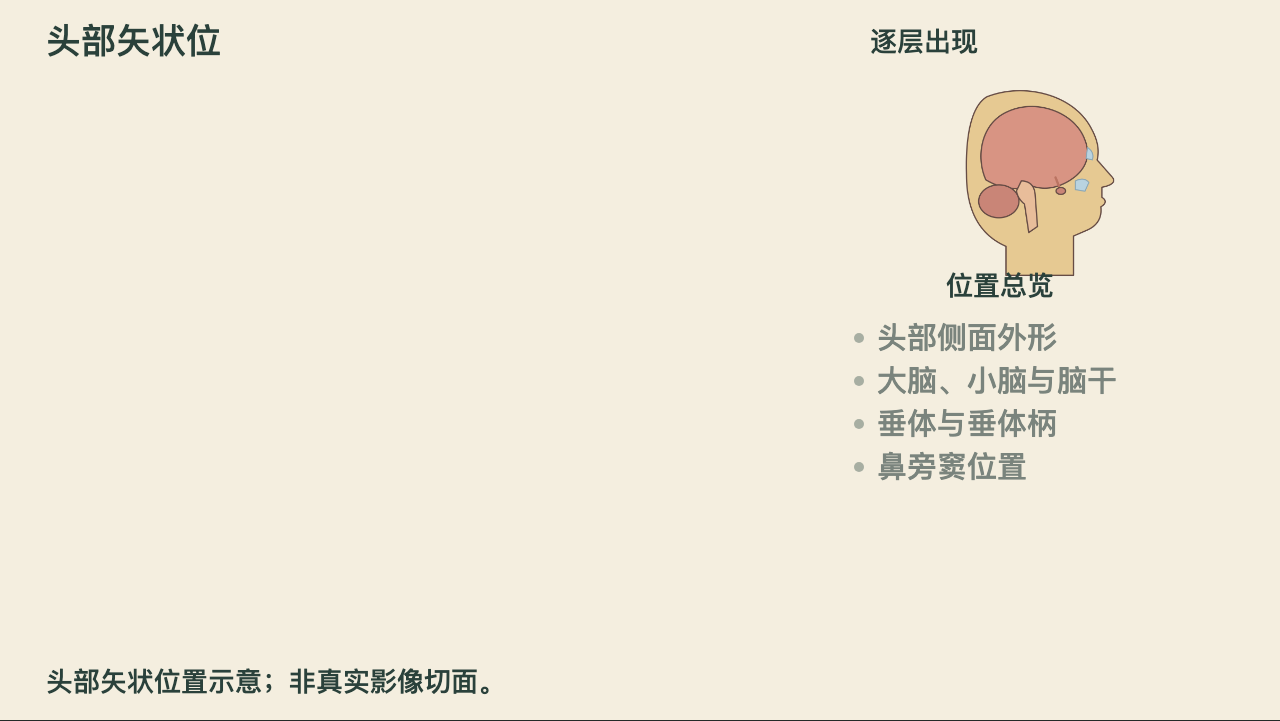 头部矢状位
逐层出现
位置总览
头部侧面外形
大脑、小脑与脑干
垂体与垂体柄
鼻旁窦位置
头部矢状位置示意；非真实影像切面。